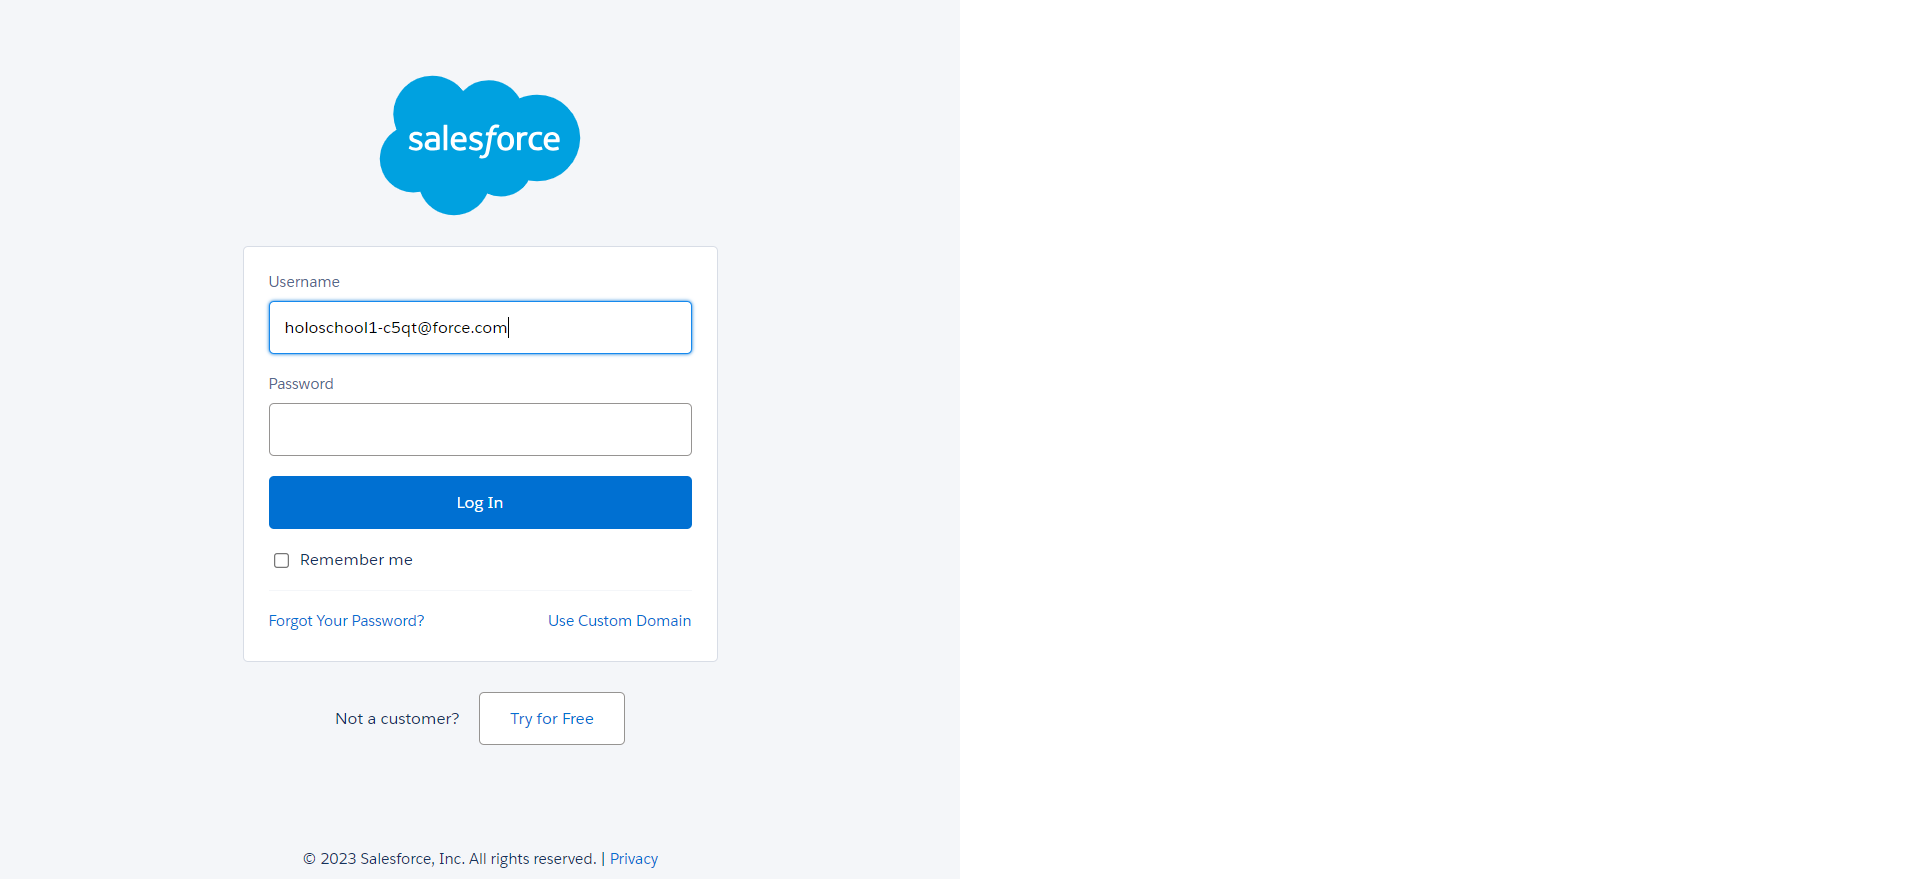 salesforce
Username
holoschool1-c5qt@force.com
Password
Log In
Remember me
Forgot Your Password?
Use Custom Domain
Not a customer?
Try for Free
© 2023 Salesforce, Inc. All rights reserved. | Privacy